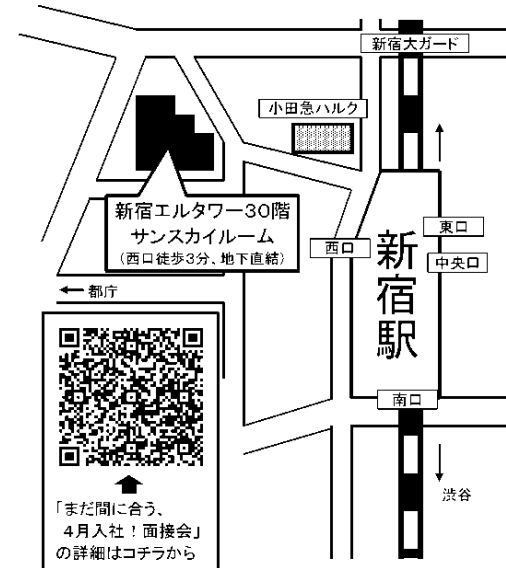 新宿大ガード
小田急ハルク
新宿エルタワー30階
サンスカイルーム
(西口徒歩3分、地下直結)
西口
東口
中央口
新宿駅
←都庁
南口
渋谷
「まだ間に合う、
4月入社!面接会」
の詳細はコチラから